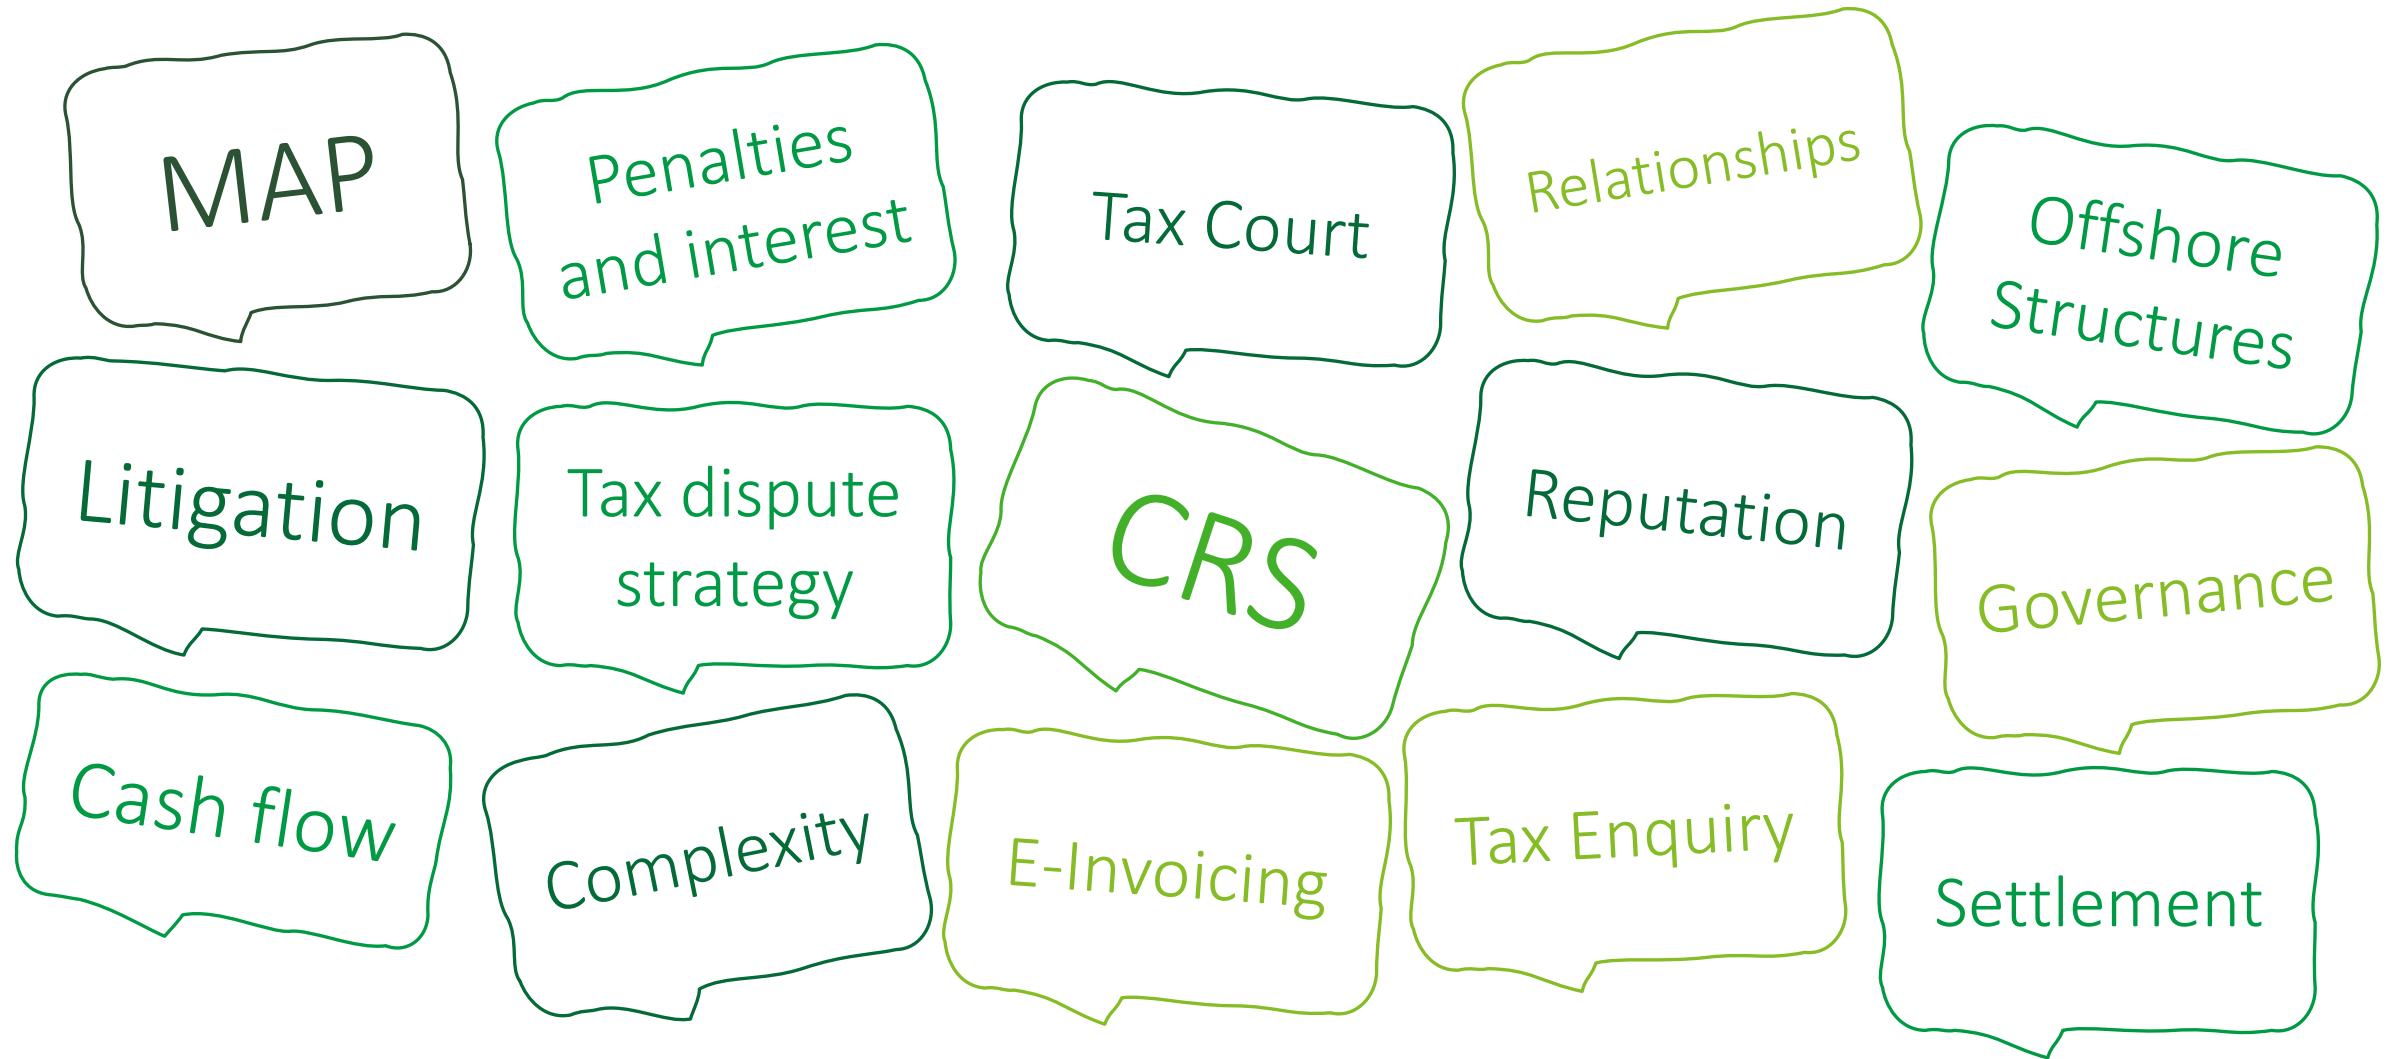 MAP
Penalties
and interest
Tax Court
Relationships
Offshore
Structures
Litigation
Tax dispute
strategy
CRS
Reputation
Governance
Cash flow
Complexity
E-Invoicing
Tax Enquiry
Settlement